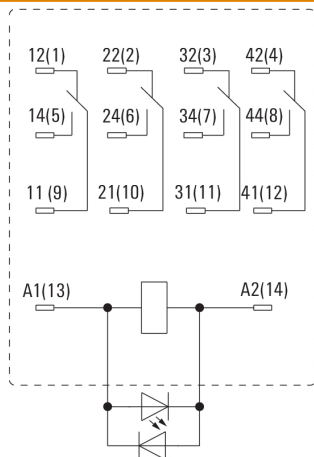 12(1) 22(2) 32(3) 42(4)
14(5) 24(6) 34(7) 44(8)
11 (9) 21(10) 31(11) 41(12)
A1(13) A2(14)